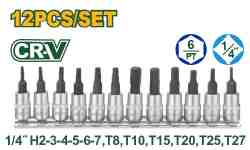 12PCS/SET
CR-V
6
PT
1/4"
1/4" H2-3-4-5-6-7,T8,T10,T15,T20,T25,T27